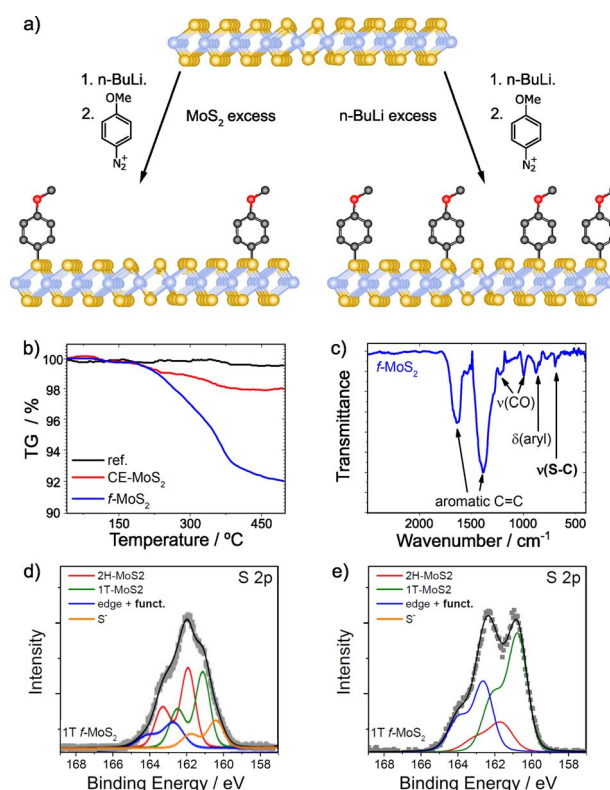 a)
1. n-BuLi.
2.
OMe
N₂⁺
MoS₂ excess
n-BuLi excess
1. n-BuLi.
2.
OMe
N₂⁺
b)
100
98
96
94
92
90
TG / %
ref.
CE-MoS₂
f-MoS₂
150
300
450
Temperature / ºC
c)
f-MoS₂
Transmittance
ν(CO)
δ(aryl)
ν(S-C)
aromatic C=C
2000
1500
1000
500
Wavenumber / cm⁻¹
d)
S 2p
2H-MoS2
1T-MoS2
edge + funct.
S⁻
Intensity
1T f-MoS₂
168 166 164 162 160 158
Binding Energy / eV
e)
S 2p
2H-MoS2
1T-MoS2
edge + funct.
Intensity
1T f-MoS₂
168 166 164 162 160 157
Binding Energy / eV